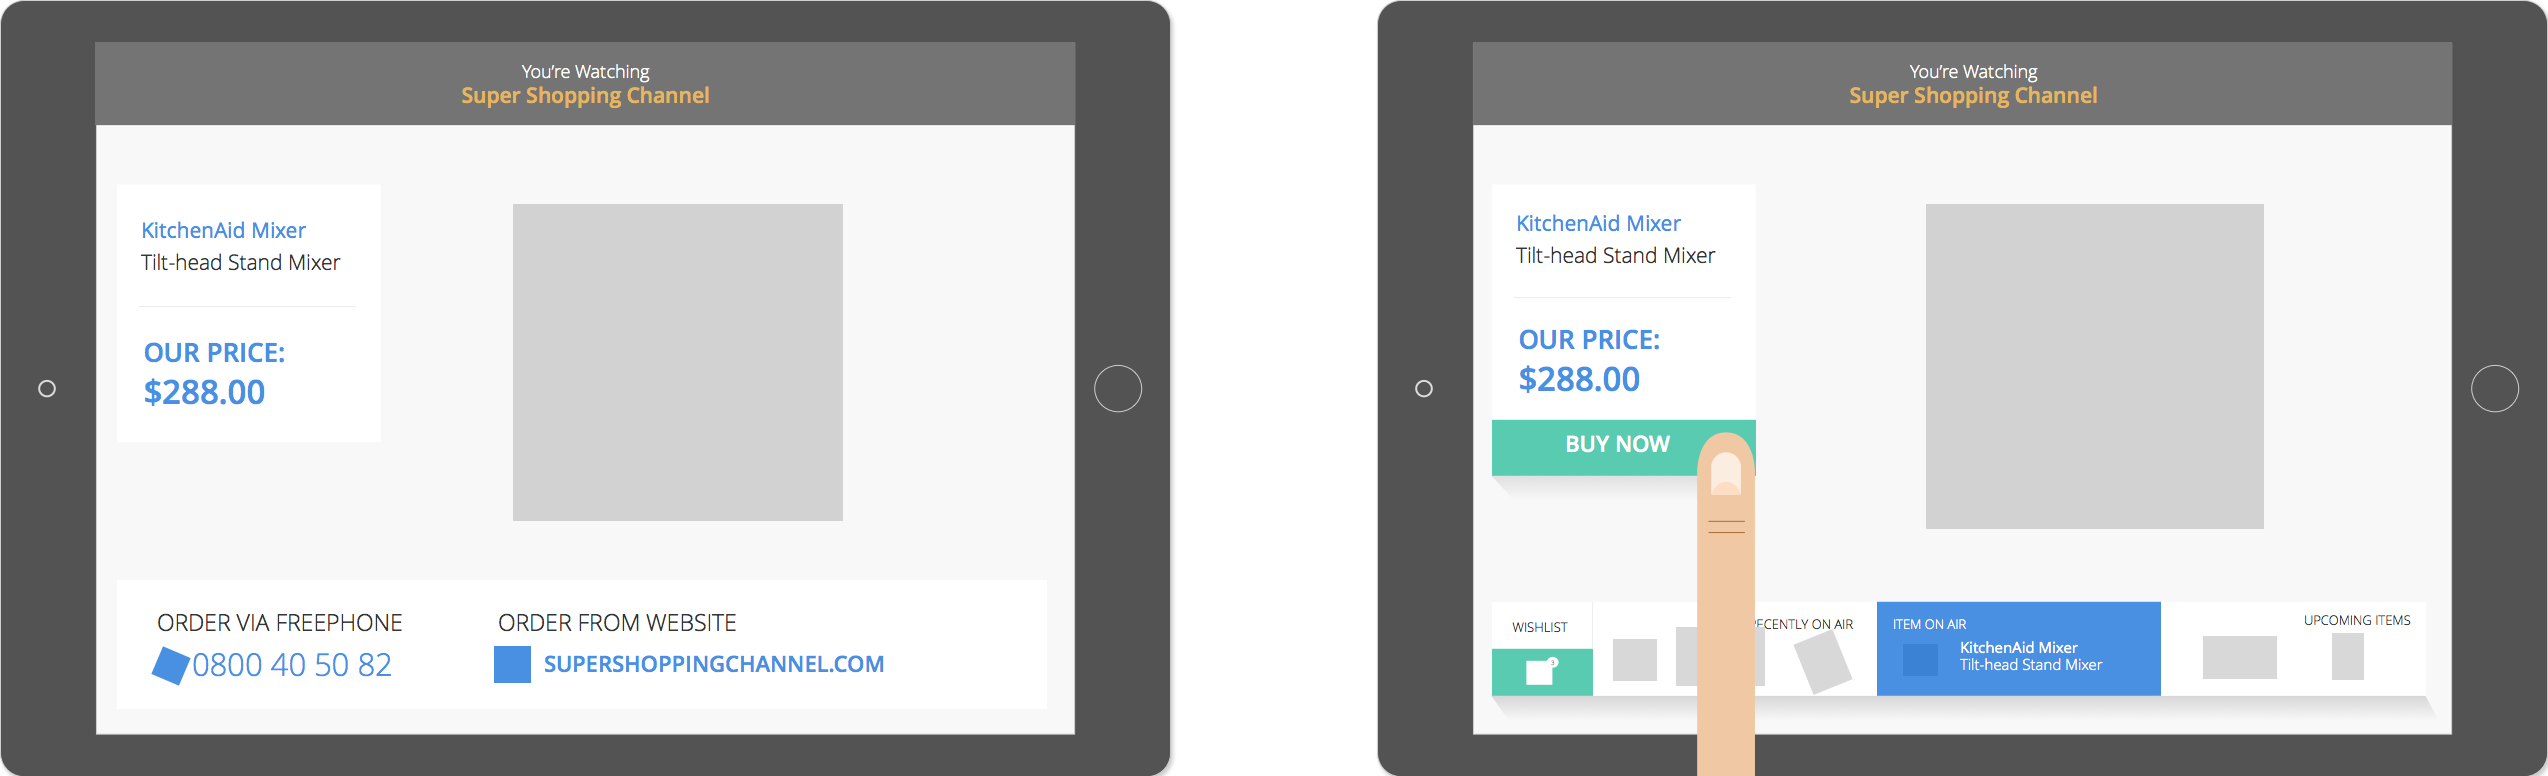 You're Watching
Super Shopping Channel
KitchenAid Mixer
Tilt-head Stand Mixer
OUR PRICE:
$288.00
ORDER VIA FREEPHONE
0800 40 50 82
ORDER FROM WEBSITE
SUPERSHOPPINGCHANNEL.COM
You're Watching
Super Shopping Channel
KitchenAid Mixer
Tilt-head Stand Mixer
OUR PRICE:
$288.00
BUY NOW
WISHLIST
3
ECENTLY ON AIR
ITEM ON AIR
KitchenAid Mixer
Tilt-head Stand Mixer
UPCOMING ITEMS